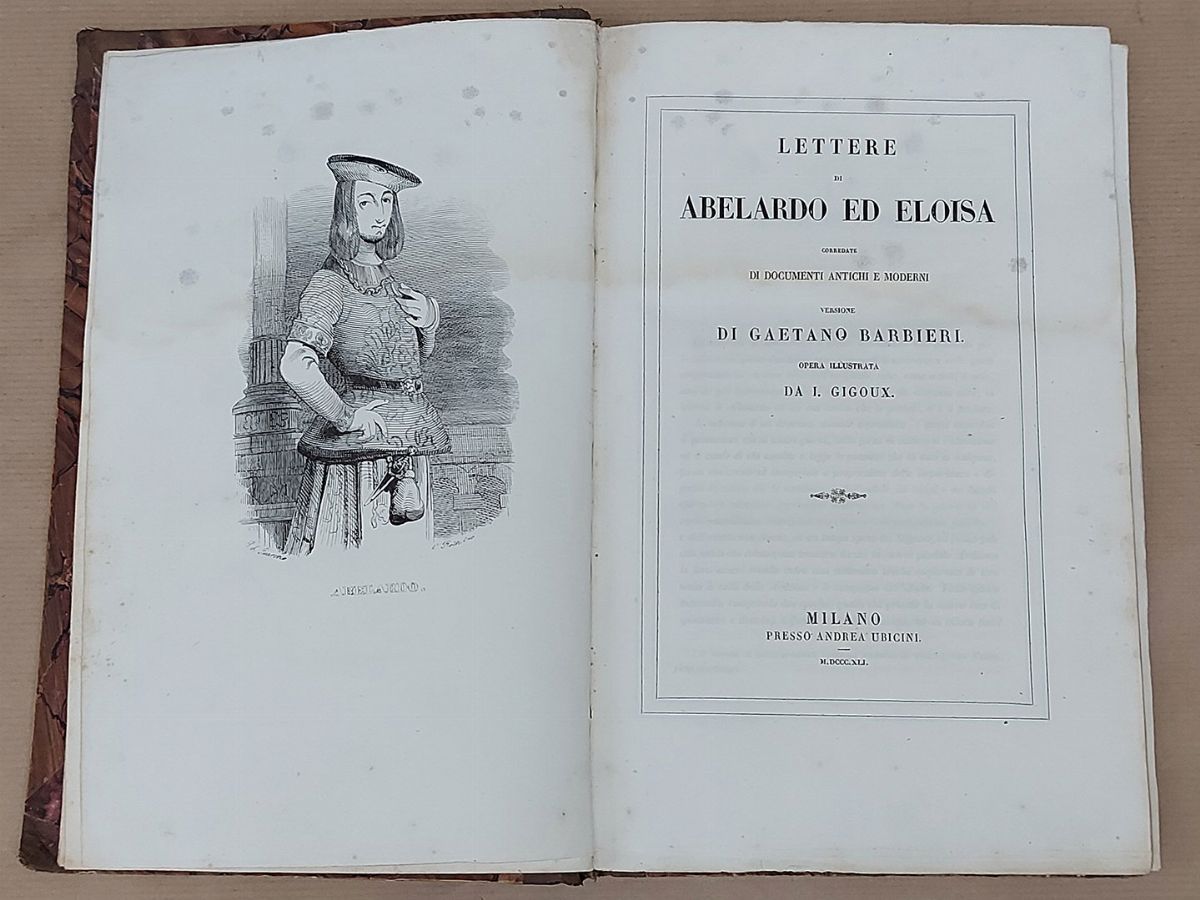 ABELARDO.
LETTERE
DI
ABELARDO ED ELOISA
CORREDATE
DI DOCUMENTI ANTICHI E MODERNI
VERSIONE
DI GAETANO BARBIERI.
OPERA ILLUSTRATA
DA I. GIGOUX.
MILANO
PRESSO ANDREA UBICINI.
M.DCCC.XLI.